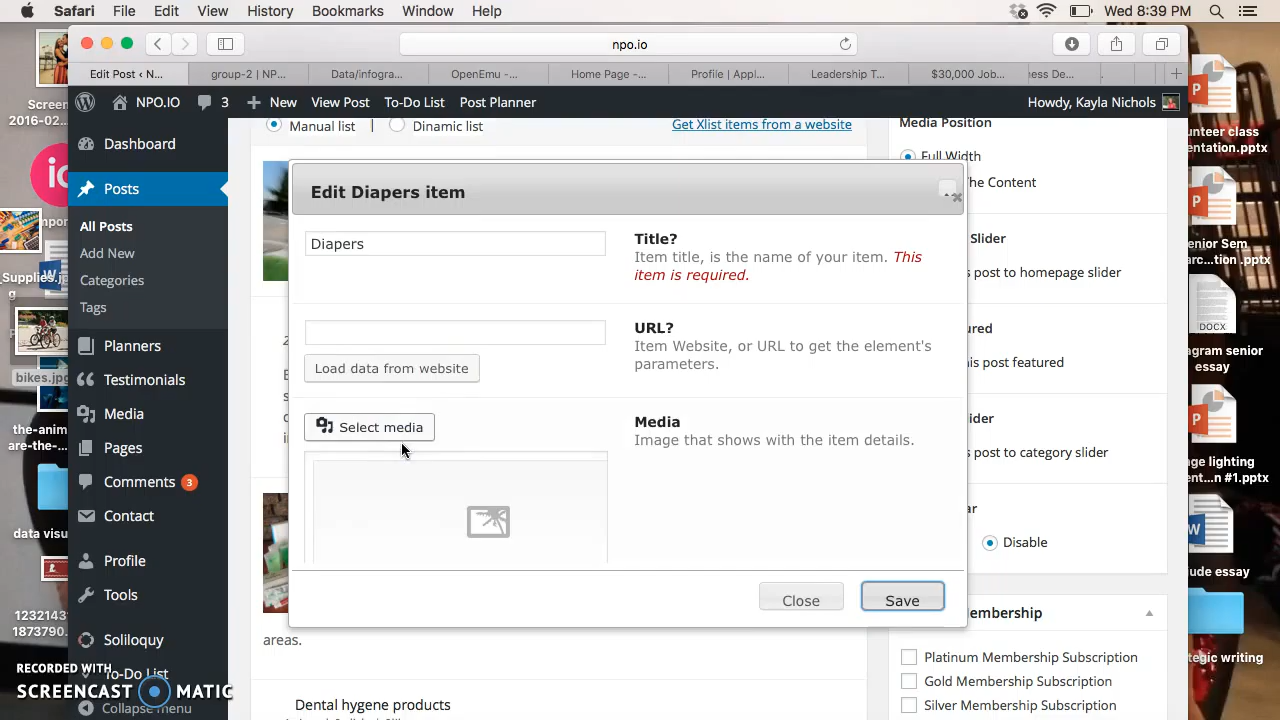 Safari File Edit View History Bookmarks Window Help Wed 8:39 PM
npo.io
Edit Post ‹ N... group-2 | NP... Data/infogra... OpenEmu -... Home Page -... Profile | Appl... Leadership T... $30,000 Job... ess De...
NPO.IO 3 New View Post To-Do List Post Planner Howdy, Kayla Nichols
Manual list | Dinamic list Get Xlist items from a website
Dashboard
Posts
All Posts
Add New
Categories
Tags
Planners
Testimonials
Media
Pages
Comments 3
Contact
Profile
Tools
Soliloquy
To-Do List
Collapse menu
Edit Diapers item
Diapers
Title?
Item title, is the name of your item. This
item is required.
URL?
Item Website, or URL to get the element's
parameters.
Load data from website
Select media
Media
Image that shows with the item details.
Close Save
areas.
Dental hygene products
Media Position
Full Width
The Content
Slider
s post to homepage slider
ured
his post featured
ider
s post to category slider
ar
Disable
embership
Platinum Membership Subscription
Gold Membership Subscription
Silver Membership Subscription
Screen
2016-02...
_Supplies.j
g
bikes.jpg
the-anim
are-the-
data visu
1232143
1873790.
unteer class
entation.pptx
enior Sem
arc...tion .pptx
DOCX
agram senior
essay
nge lighting
ent...n #1.pptx
ude essay
tegic writing
RECORDED WITH
SCREENCAST MATIC